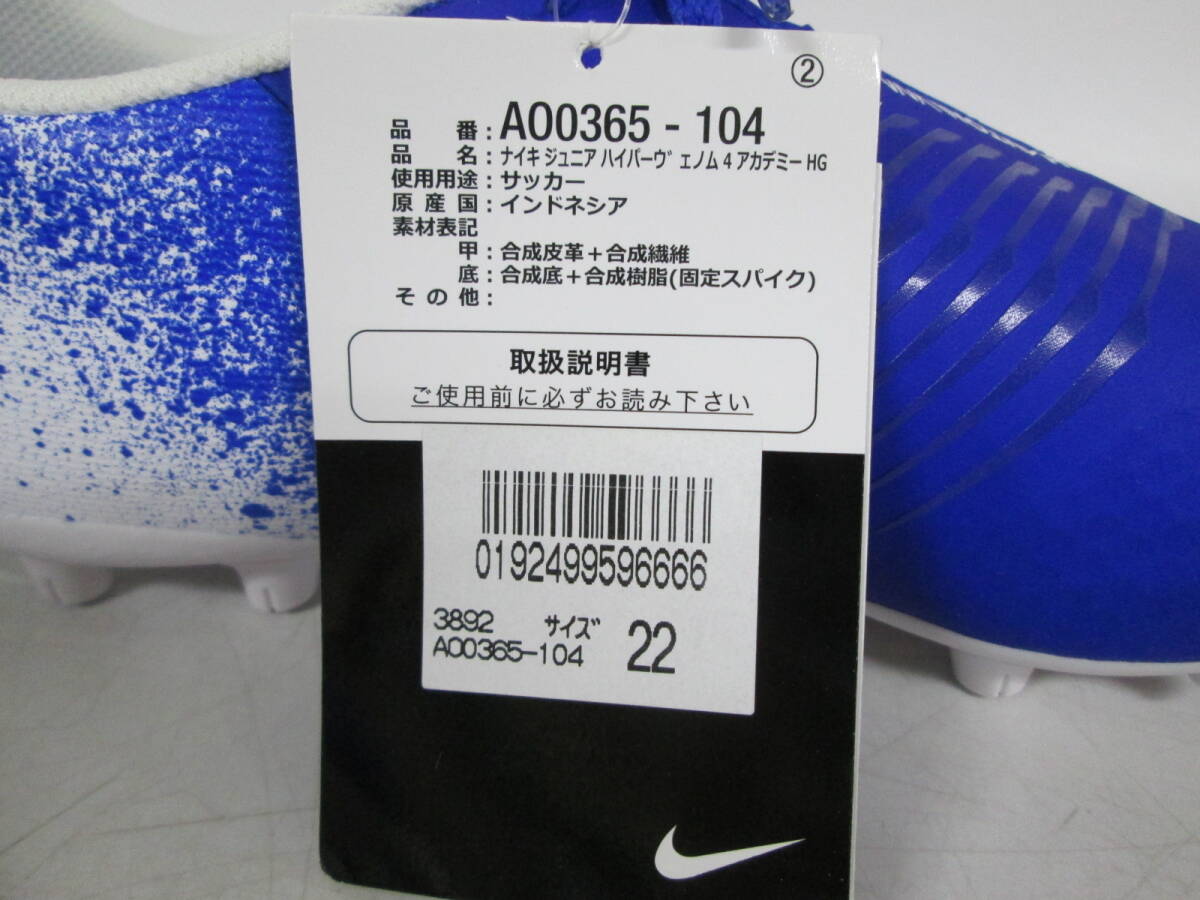 ②
品番：AO0365 - 104
品名：ナイキ ジュニア ハイパーヴェノム 4 アカデミー HG
使用用途：サッカー
原産国：インドネシア
素材表記
甲：合成皮革＋合成繊維
底：合成底＋合成樹脂(固定スパイク)
その他：
取扱説明書
ご使用前に必ずお読み下さい
0192499596666
3892 サイズ 22
AO0365-104